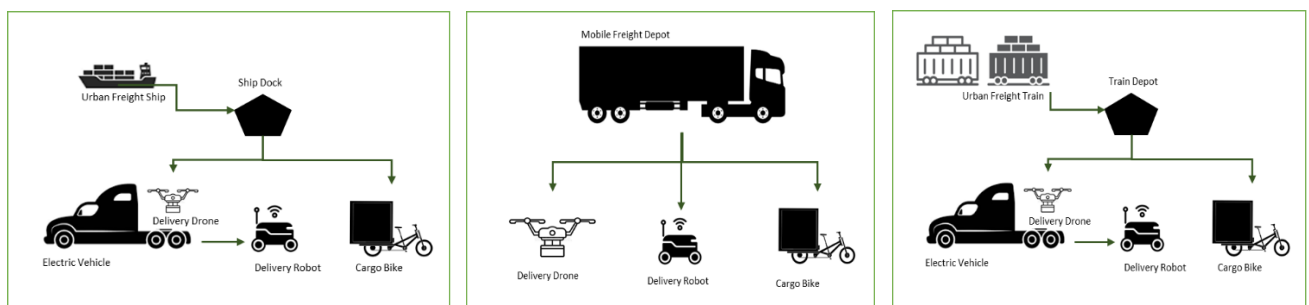 Ship Dock
Urban Freight Ship
Delivery Drone
Electric Vehicle
Delivery Robot
Cargo Bike
Mobile Freight Depot
Delivery Drone
Delivery Robot
Cargo Bike
Train Depot
Urban Freight Train
Delivery Drone
Electric Vehicle
Delivery Robot
Cargo Bike